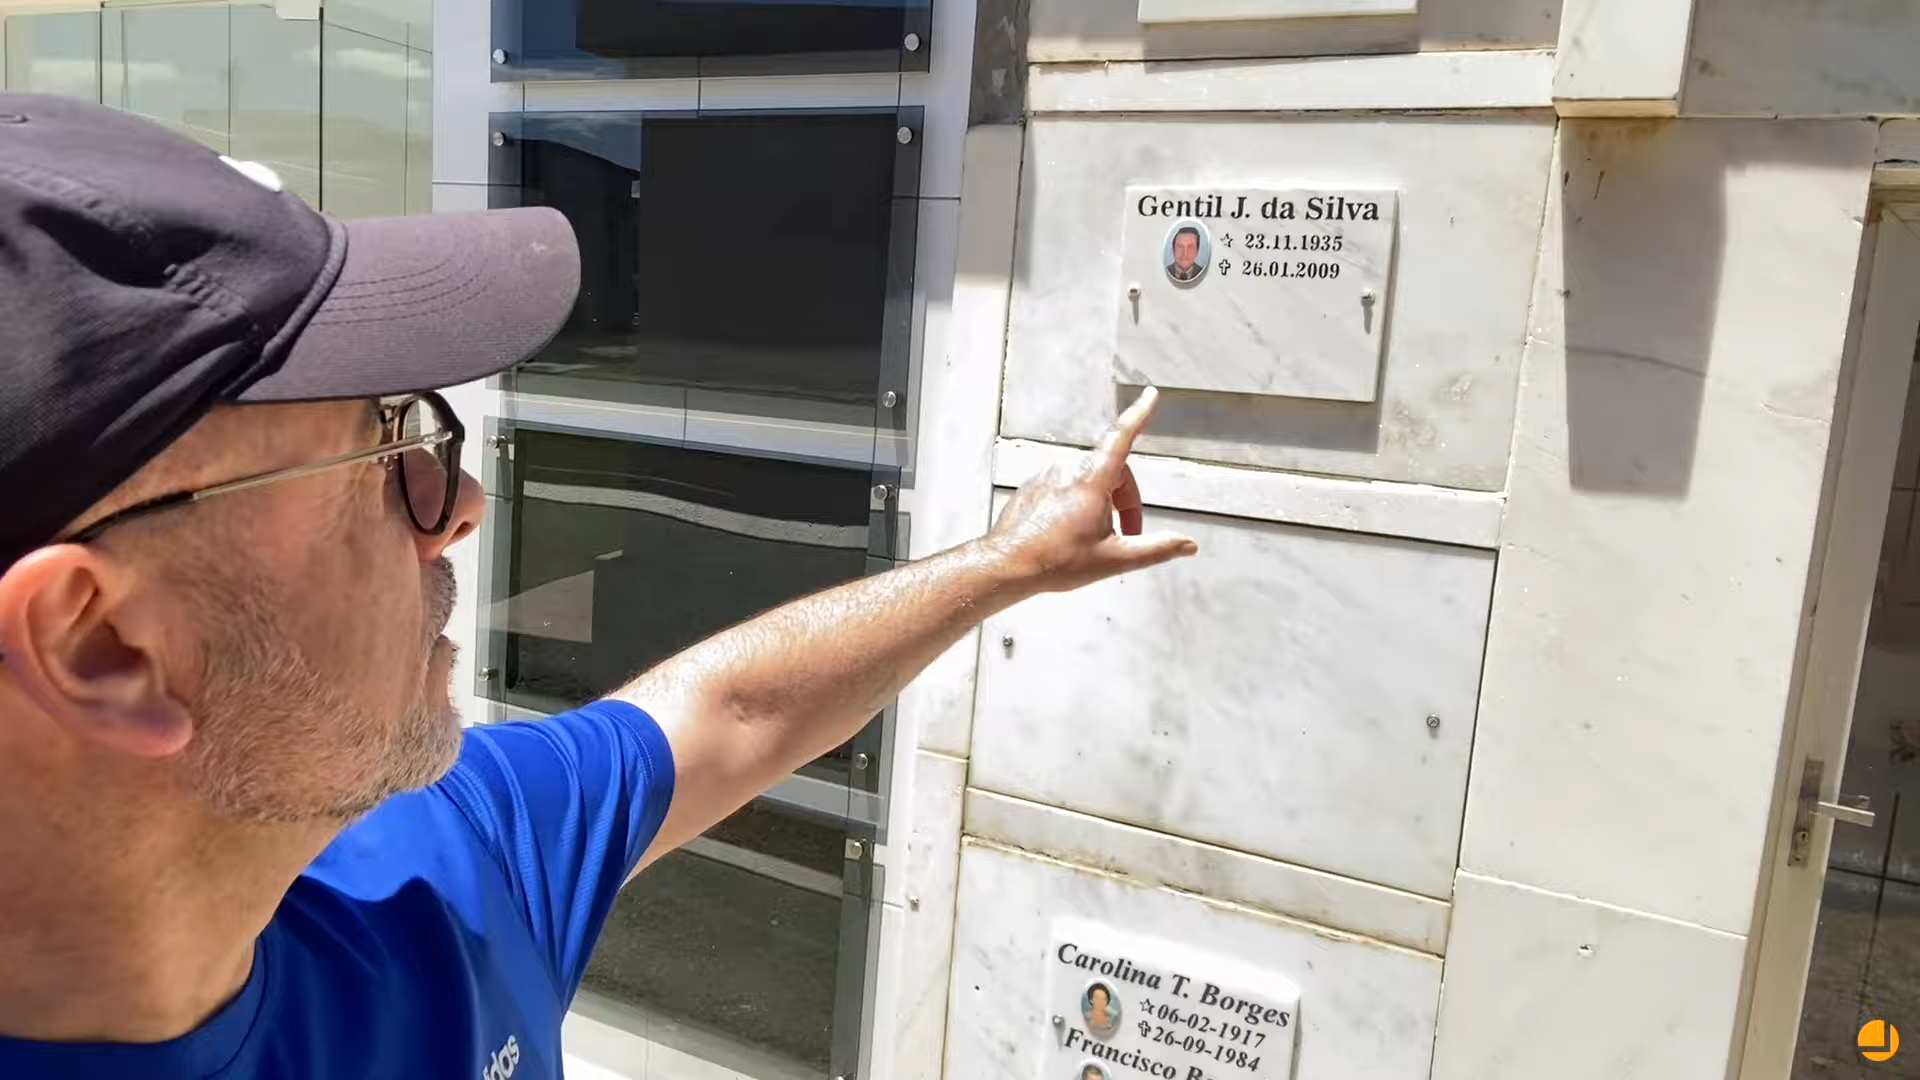 Gentil J. da Silva
☆ 23.11.1935
✝ 26.01.2009
Carolina T. Borges
☆06-02-1917
✝26-09-1984
Francisco